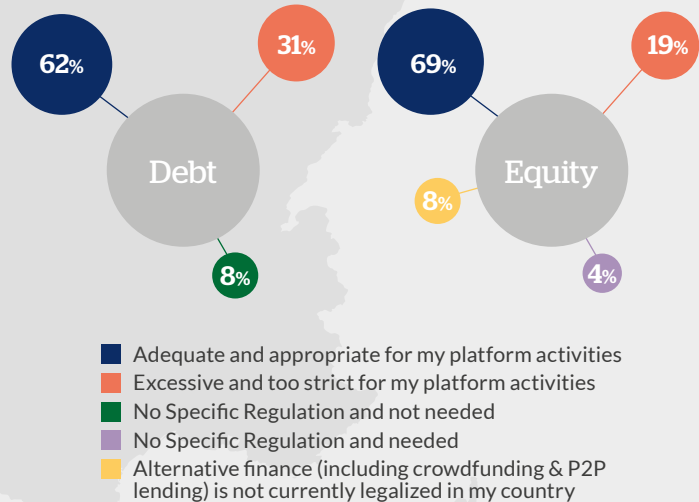 62%
31%
69%
19%
Debt
Equity
8%
8%
4%
Adequate and appropriate for my platform activities
Excessive and too strict for my platform activities
No Specific Regulation and not needed
No Specific Regulation and needed
Alternative finance (including crowdfunding & P2P
lending) is not currently legalized in my country